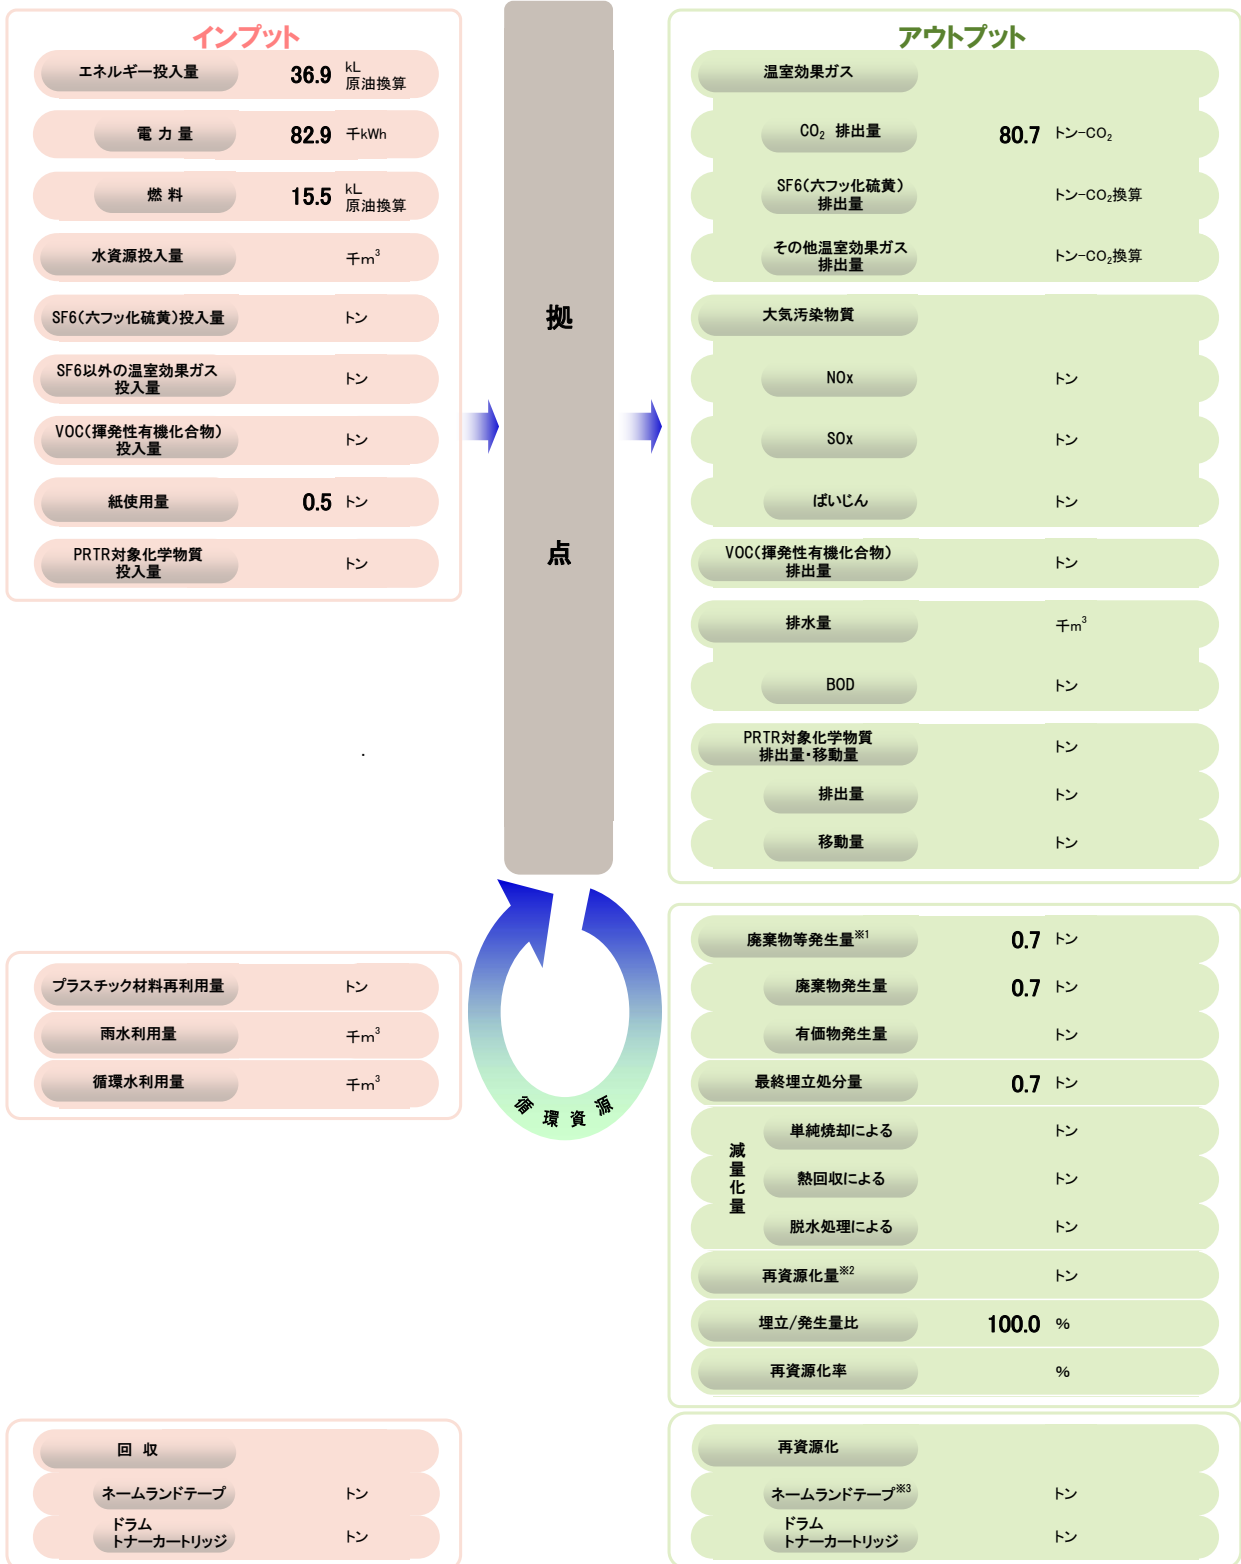 インプット
エネルギー投入量 36.9 kL
原油換算
電 力 量 82.9 千kWh
燃 料 15.5 kL
原油換算
水資源投入量 千m³
SF6(六フッ化硫黄)投入量 トン
SF6以外の温室効果ガス
投入量 トン
VOC(揮発性有機化合物)
投入量 トン
紙使用量 0.5 トン
PRTR対象化学物質
投入量 トン
拠
点
アウトプット
温室効果ガス
CO₂ 排出量 80.7 トン-CO₂
SF6(六フッ化硫黄)
排出量 トン-CO₂換算
その他温室効果ガス
排出量 トン-CO₂換算
大気汚染物質
NOx トン
SOx トン
ばいじん トン
VOC(揮発性有機化合物)
排出量 トン
排水量 千m³
BOD トン
PRTR対象化学物質
排出量・移動量 トン
排出量 トン
移動量 トン
プラスチック材料再利用量 トン
雨水利用量 千m³
循環水利用量 千m³
循環資源
廃棄物等発生量※1 0.7 トン
廃棄物発生量 0.7 トン
有価物発生量 トン
最終埋立処分量 0.7 トン
減量化量
単純焼却による トン
熱回収による トン
脱水処理による トン
再資源化量※2 トン
埋立/発生量比 100.0 %
再資源化率 %
回 収
ネームランドテープ トン
ドラム
トナーカートリッジ トン
再資源化
ネームランドテープ※3 トン
ドラム
トナーカートリッジ トン